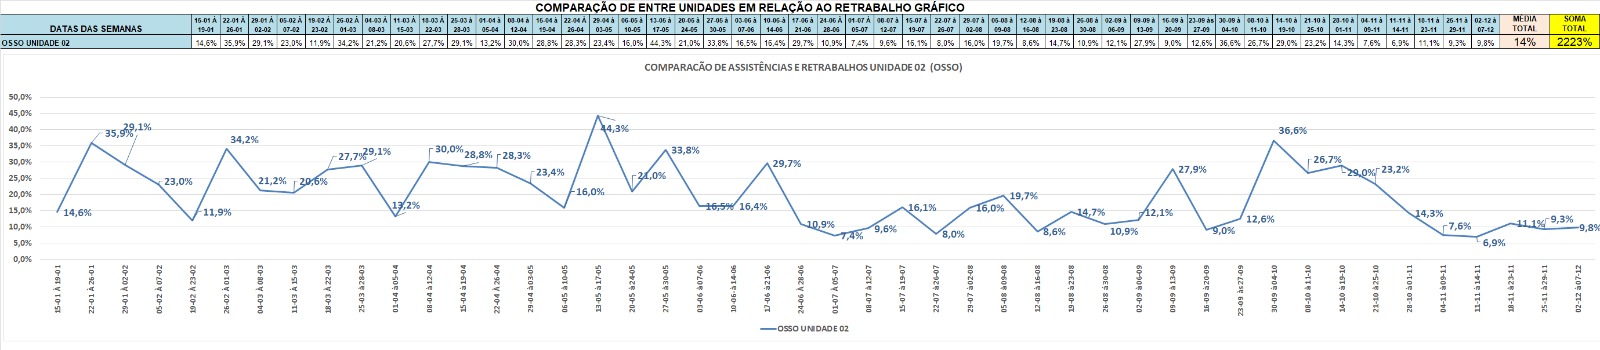 COMPARAÇÃO DE ENTRE UNIDADES EM RELAÇÃO AO RETRABALHO GRÁFICO
DATAS DAS SEMANAS 15-01 À 19-01 22-01 À 26-01 29-01 À 02-02 05-02 À 07-02 19-02 À 23-02 26-02 À 01-03 04-03 À 08-03 11-03 À 15-03 18-03 À 22-03 25-03 À 28-03 01-04 à 05-04 08-04 à 12-04 15-04 à 19-04 22-04 à 26-04 29-04 à 03-05 06-05 à 10-05 13-05 à 17-05 20-05 à 24-05 27-05 à 30-05 03-06 à 07-06 10-06 à 14-06 17-06 à 21-06 24-06 à 28-06 01-07 À 05-07 08-07 à 12-07 15-07 à 19-07 22-07 à 26-07 29-07 à 02-08 05-08 à 09-08 12-08 à 16-08 19-08 à 23-08 26-08 à 30-08 02-09 à 06-09 09-09 à 13-09 16-09 à 20-09 23-09 às 27-09 30-09 à 04-10 07-10 à 11-10 14-10 à 18-10 21-10 à 25-10 28-10 à 01-11 04-11 à 08-11 11-11 à 14-11 18-11 à 23-11 25-11 à 29-11 02-12 à 07-12 MÉDIA TOTAL SOMA TOTAL
OSSO UNIDADE 02 14,6% 35,9% 29,1% 23,0% 11,9% 34,2% 21,2% 20,6% 27,7% 29,1% 13,2% 30,0% 28,8% 28,3% 23,4% 16,0% 44,3% 21,0% 33,8% 16,5% 16,4% 29,7% 10,9% 7,4% 9,6% 16,1% 8,0% 16,0% 19,7% 8,6% 14,7% 10,9% 12,1% 27,9% 9,0% 12,6% 36,6% 26,7% 29,0% 23,2% 14,3% 7,6% 6,9% 11,1% 9,3% 9,8% 14% 2223%
COMPARAÇÃO DE ASSISTÊNCIAS E RETRABALHOS UNIDADE 02 (OSSO)
50,0%
45,0%
40,0%
35,0%
30,0%
25,0%
20,0%
15,0%
10,0%
5,0%
0,0%
14,6% 35,9% 29,1% 23,0% 11,9% 34,2% 21,2% 20,6% 27,7% 29,1% 13,2% 30,0% 28,8% 28,3% 23,4% 16,0% 44,3% 21,0% 33,8% 16,5% 16,4% 29,7% 10,9% 7,4% 9,6% 16,1% 8,0% 16,0% 19,7% 8,6% 14,7% 10,9% 12,1% 27,9% 9,0% 12,6% 36,6% 26,7% 29,0% 23,2% 14,3% 7,6% 6,9% 11,1% 9,3% 9,8%
15-01 À 19-01 22-01 À 26-01 29-01 À 02-02 05-02 À 07-02 19-02 À 23-02 26-02 À 01-03 04-03 À 08-03 11-03 À 15-03 18-03 À 22-03 25-03 À 28-03 01-04 à 05-04 08-04 à 12-04 15-04 à 19-04 22-04 à 26-04 29-04 à 03-05 06-05 à 10-05 13-05 à 17-05 20-05 à 24-05 27-05 à 30-05 03-06 à 07-06 10-06 à 14-06 17-06 à 21-06 24-06 à 28-06 01-07 À 05-07 08-07 à 12-07 15-07 à 19-07 22-07 à 26-07 29-07 à 02-08 05-08 à 09-08 12-08 à 16-08 19-08 à 23-08 26-08 à 30-08 02-09 à 06-09 09-09 à 13-09 16-09 à 20-09 23-09 às 27-09 30-09 à 04-10 07-10 à 11-10 14-10 à 18-10 21-10 à 25-10 28-10 à 01-11 04-11 à 08-11 11-11 à 14-11 18-11 à 23-11 25-11 à 29-11 02-12 à 07-12
OSSO UNIDADE 02